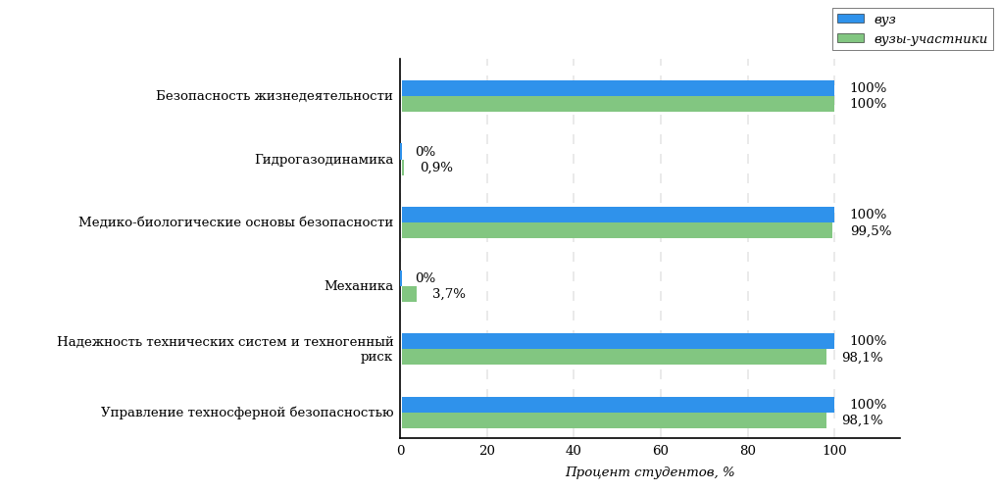 вуз
вузы-участники
Безопасность жизнедеятельности
100%
100%
Гидрогазодинамика
0%
0,9%
Медико-биологические основы безопасности
100%
99,5%
Механика
0%
3,7%
Надежность технических систем и техногенный
риск
100%
98,1%
Управление техносферной безопасностью
100%
98,1%
0 20 40 60 80 100
Процент студентов, %